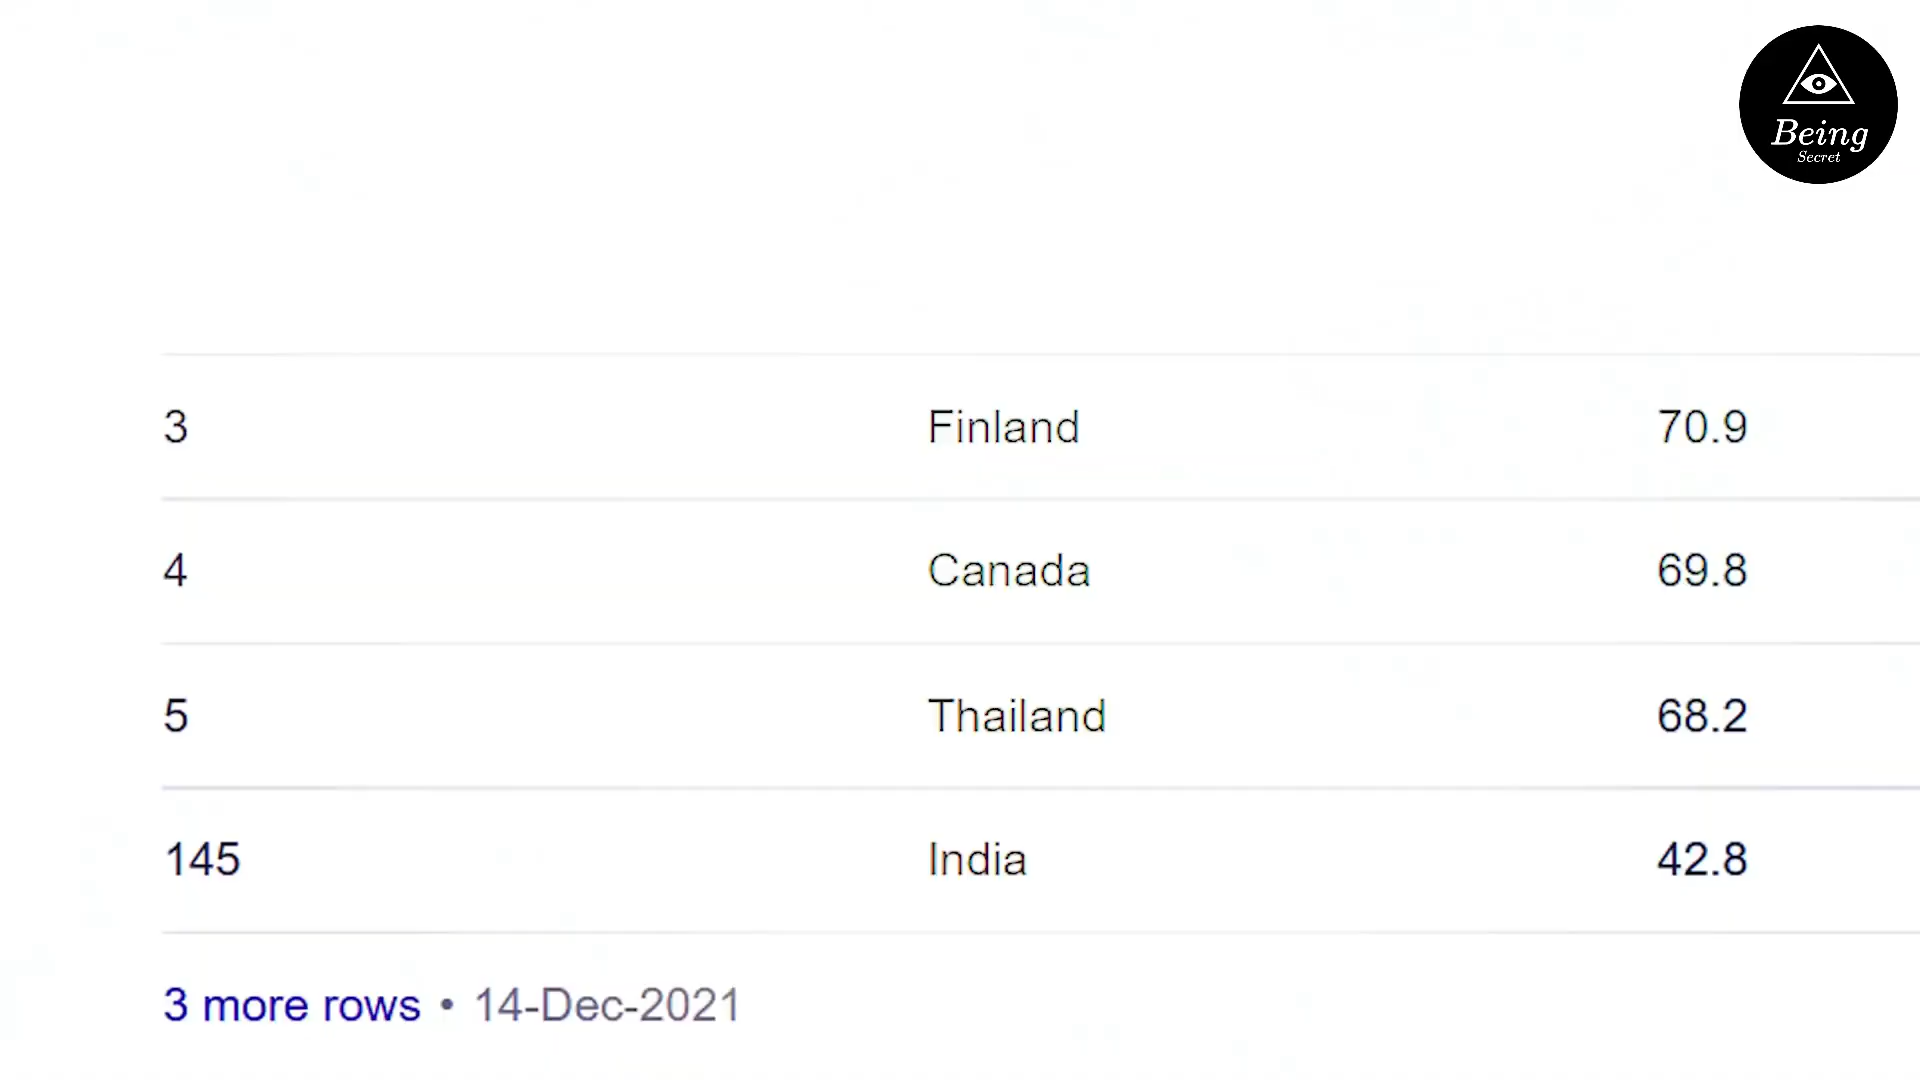 Being
Secret
3 Finland 70.9
4 Canada 69.8
5 Thailand 68.2
145 India 42.8
3 more rows • 14-Dec-2021